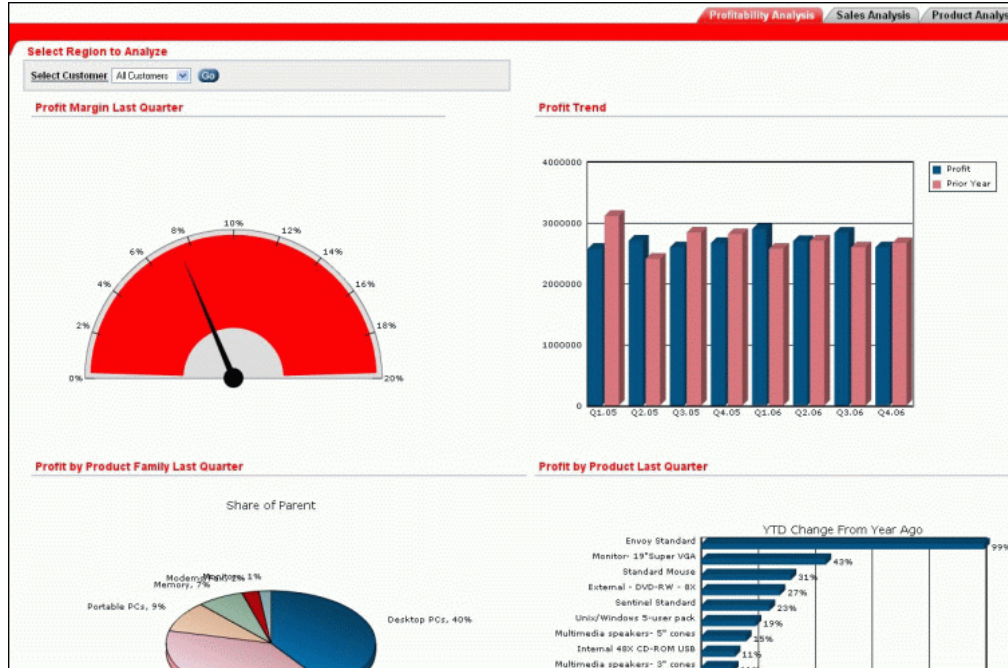 Profitability Analysis Sales Analysis Product Analys
Select Region to Analyze
Select Customer All Customers Go
Profit Margin Last Quarter
0% 2% 4% 6% 8% 10% 12% 14% 16% 18% 20%
Profit Trend
4000000
3000000
2000000
1000000
0
Q1.05 Q2.05 Q3.05 Q4.05 Q1.06 Q2.06 Q3.06 Q4.06
Profit
Prior Year
Profit by Product Family Last Quarter
Share of Parent
Monitors, 1%
Memory, 7%
Portable PCs, 9%
Desktop PCs, 40%
Profit by Product Last Quarter
YTD Change From Year Ago
Envoy Standard 99%
Monitor- 19"Super VGA 43%
Standard Mouse 31%
External - DVD-RW - 8X 27%
Sentinel Standard 23%
Unix/Windows 5-user pack 19%
Multimedia speakers- 5" cones 15%
Internal 48X CD-ROM USB 11%
Multimedia speakers- 3" cones